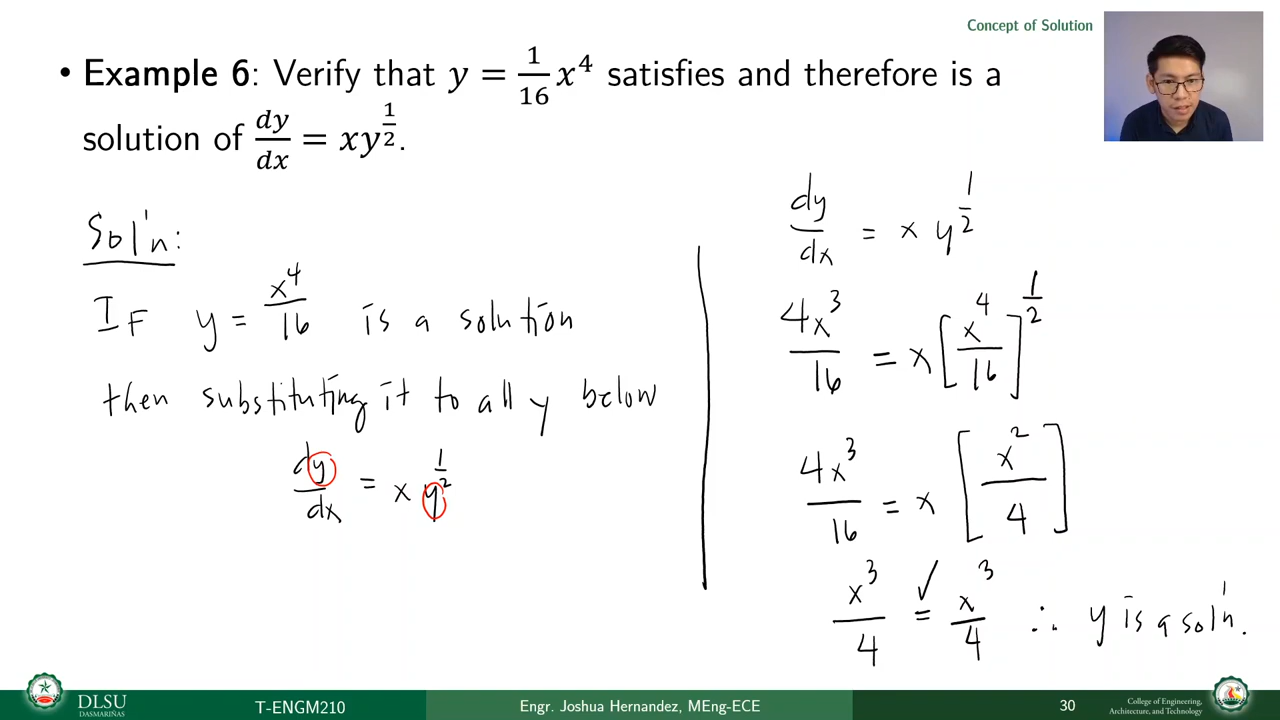 Concept of Solution
• Example 6: Verify that y = 1/16 x⁴ satisfies and therefore is a
solution of dy/dx = xy^(1/2).
Sol'n:
IF y = x⁴/16 is a solution
then substituting it to all y below
dy/dx = x y^(1/2)
dy/dx = x y^(1/2)
4x³/16 = x[x⁴/16]^(1/2)
4x³/16 = x[x²/4]
x³/4 = x³/4 ✓ ∴ y is a sol'n.
DLSU
DASMARIÑAS
T-ENGM210
Engr. Joshua Hernandez, MEng-ECE
30
College of Engineering,
Architecture, and Technology